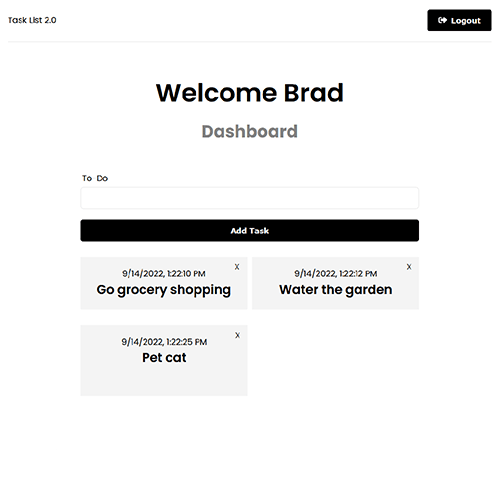 Task List 2.0
Logout
Welcome Brad
Dashboard
To Do
Add Task
X
9/14/2022, 1:22:10 PM
Go grocery shopping
X
9/14/2022, 1:22:12 PM
Water the garden
X
9/14/2022, 1:22:25 PM
Pet cat